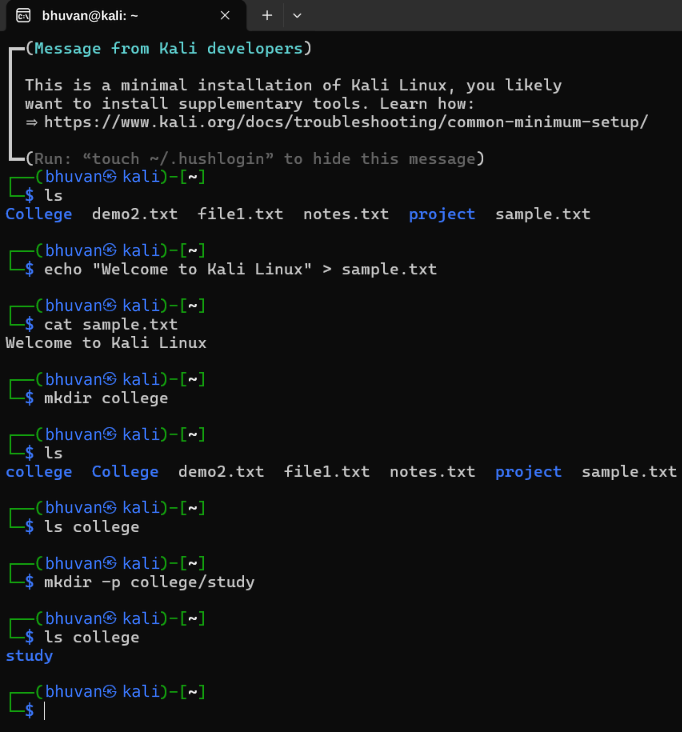 bhuvan@kali: ~
(Message from Kali developers)
This is a minimal installation of Kali Linux, you likely
want to install supplementary tools. Learn how:
⇒ https://www.kali.org/docs/troubleshooting/common-minimum-setup/
(Run: “touch ~/.hushlogin” to hide this message)
┌──(bhuvan㉿kali)-[~]
└─$ ls
College demo2.txt file1.txt notes.txt project sample.txt
┌──(bhuvan㉿kali)-[~]
└─$ echo "Welcome to Kali Linux" > sample.txt
┌──(bhuvan㉿kali)-[~]
└─$ cat sample.txt
Welcome to Kali Linux
┌──(bhuvan㉿kali)-[~]
└─$ mkdir college
┌──(bhuvan㉿kali)-[~]
└─$ ls
college College demo2.txt file1.txt notes.txt project sample.txt
┌──(bhuvan㉿kali)-[~]
└─$ ls college
┌──(bhuvan㉿kali)-[~]
└─$ mkdir -p college/study
┌──(bhuvan㉿kali)-[~]
└─$ ls college
study
┌──(bhuvan㉿kali)-[~]
└─$